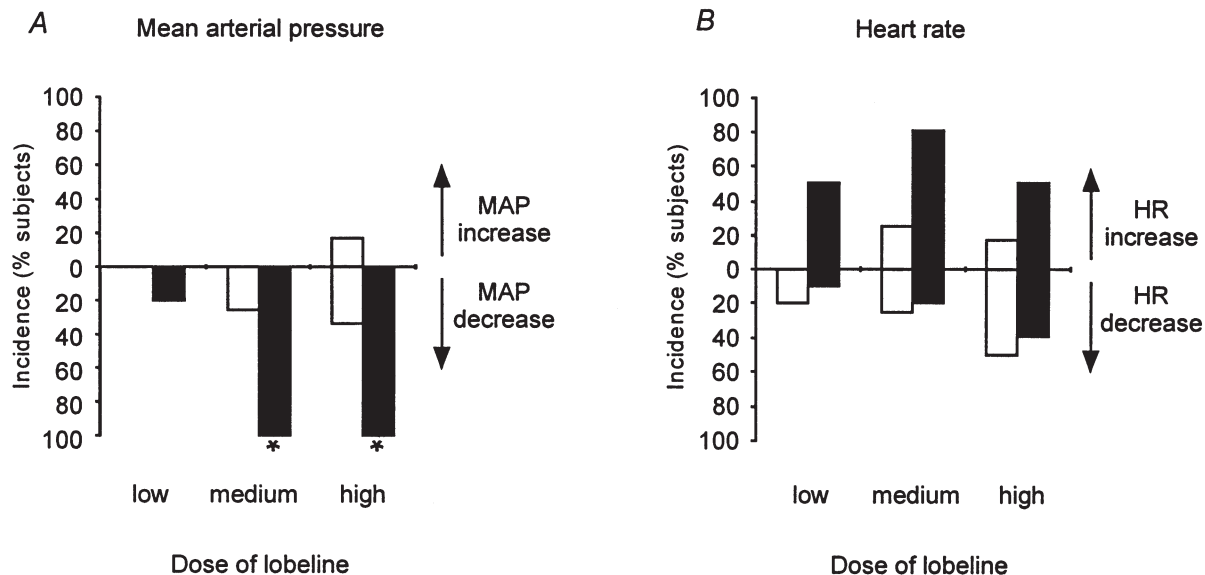 A
Mean arterial pressure
Incidence (% subjects)
100
80
60
40
20
0
20
40
60
80
100
MAP
increase
MAP
decrease
*
*
low
medium
high
Dose of lobeline
B
Heart rate
Incidence (% subjects)
100
80
60
40
20
0
20
40
60
80
100
HR
increase
HR
decrease
low
medium
high
Dose of lobeline